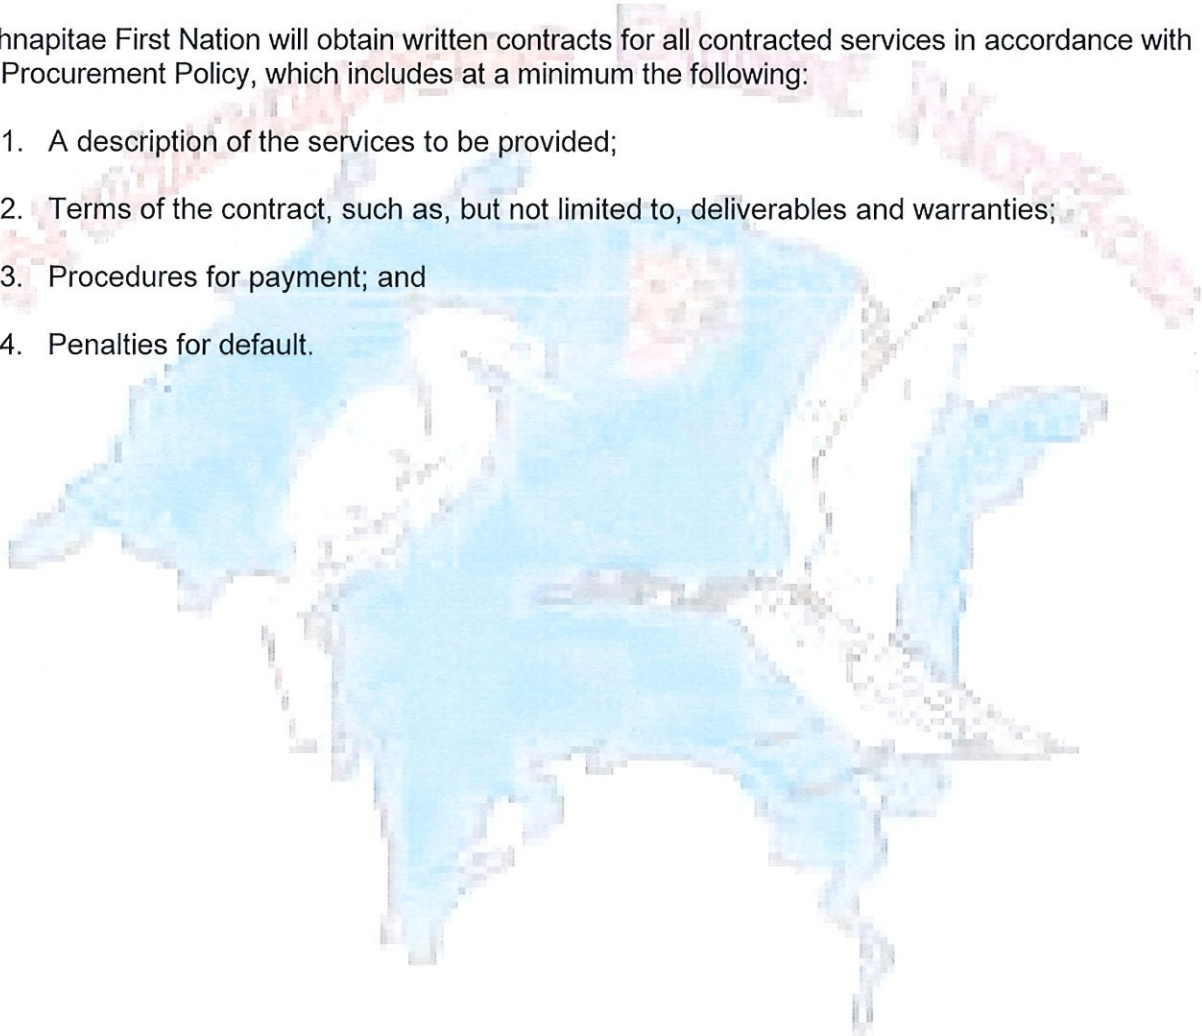 hnapitae First Nation will obtain written contracts for all contracted services in accordance with
Procurement Policy, which includes at a minimum the following:
1. A description of the services to be provided;
2. Terms of the contract, such as, but not limited to, deliverables and warranties;
3. Procedures for payment; and
4. Penalties for default.